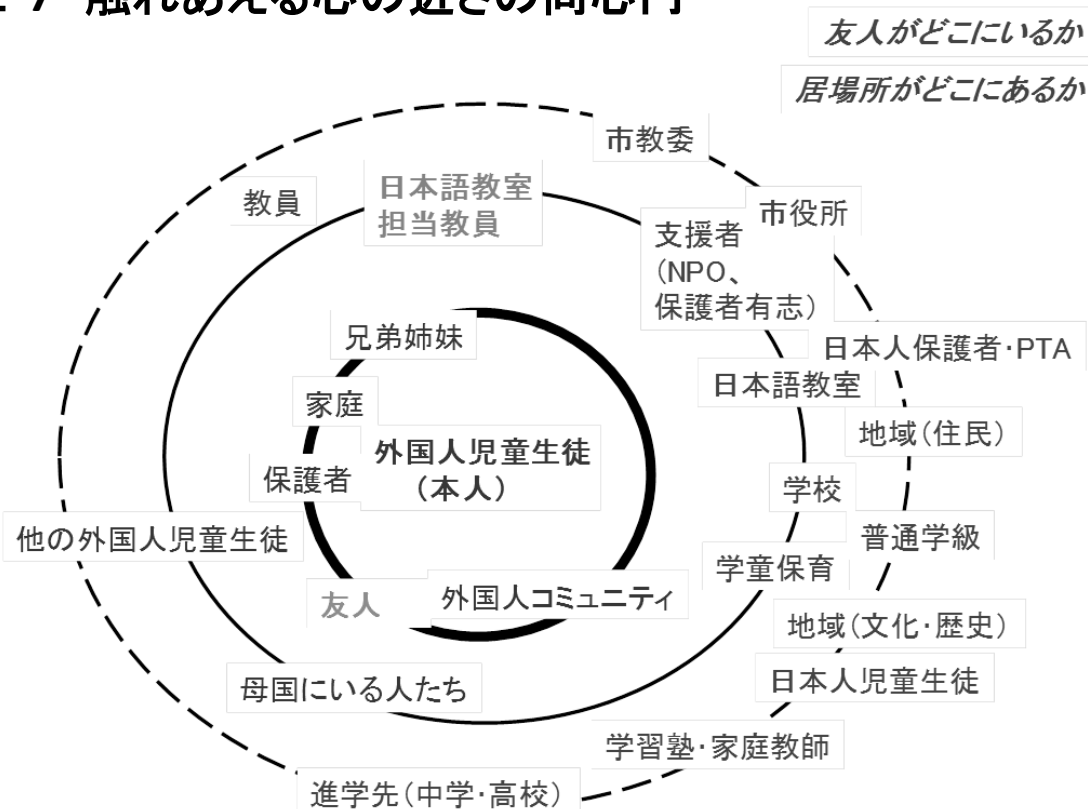 7 触れあえる心の近さの同心円
友人がどこにいるか
居場所がどこにあるか
市教委
教員
日本語教室
担当教員
市役所
支援者
(NPO、
保護者有志)
兄弟姉妹
日本人保護者・PTA
日本語教室
家庭
地域(住民)
外国人児童生徒
(本人)
保護者
学校
他の外国人児童生徒
普通学級
学童保育
友人
外国人コミュニティ
地域(文化・歴史)
母国にいる人たち
日本人児童生徒
学習塾・家庭教師
進学先(中学・高校)